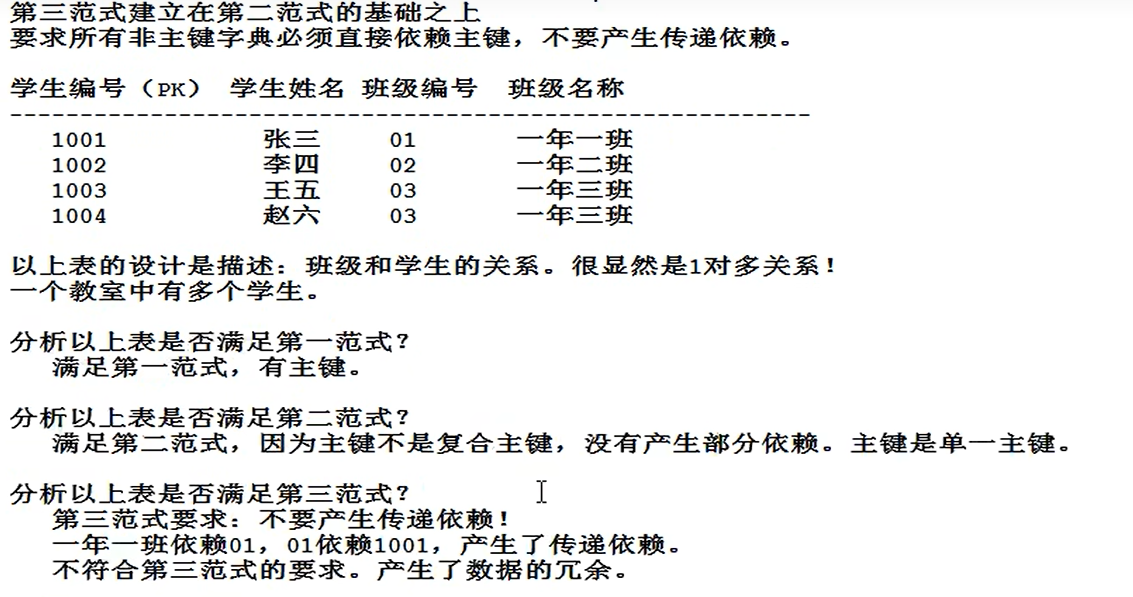 第三范式建立在第二范式的基础之上
要求所有非主键字典必须直接依赖主键，不要产生传递依赖。
学生编号（PK） 学生姓名 班级编号 班级名称
------------------------------------------------------------
1001 张三 01 一年一班
1002 李四 02 一年二班
1003 王五 03 一年三班
1004 赵六 03 一年三班
以上表的设计是描述：班级和学生的关系。很显然是1对多关系！
一个教室中有多个学生。
分析以上表是否满足第一范式？
满足第一范式，有主键。
分析以上表是否满足第二范式？
满足第二范式，因为主键不是复合主键，没有产生部分依赖。主键是单一主键。
分析以上表是否满足第三范式？
第三范式要求：不要产生传递依赖！
一年一班依赖01，01依赖1001，产生了传递依赖。
不符合第三范式的要求。产生了数据的冗余。